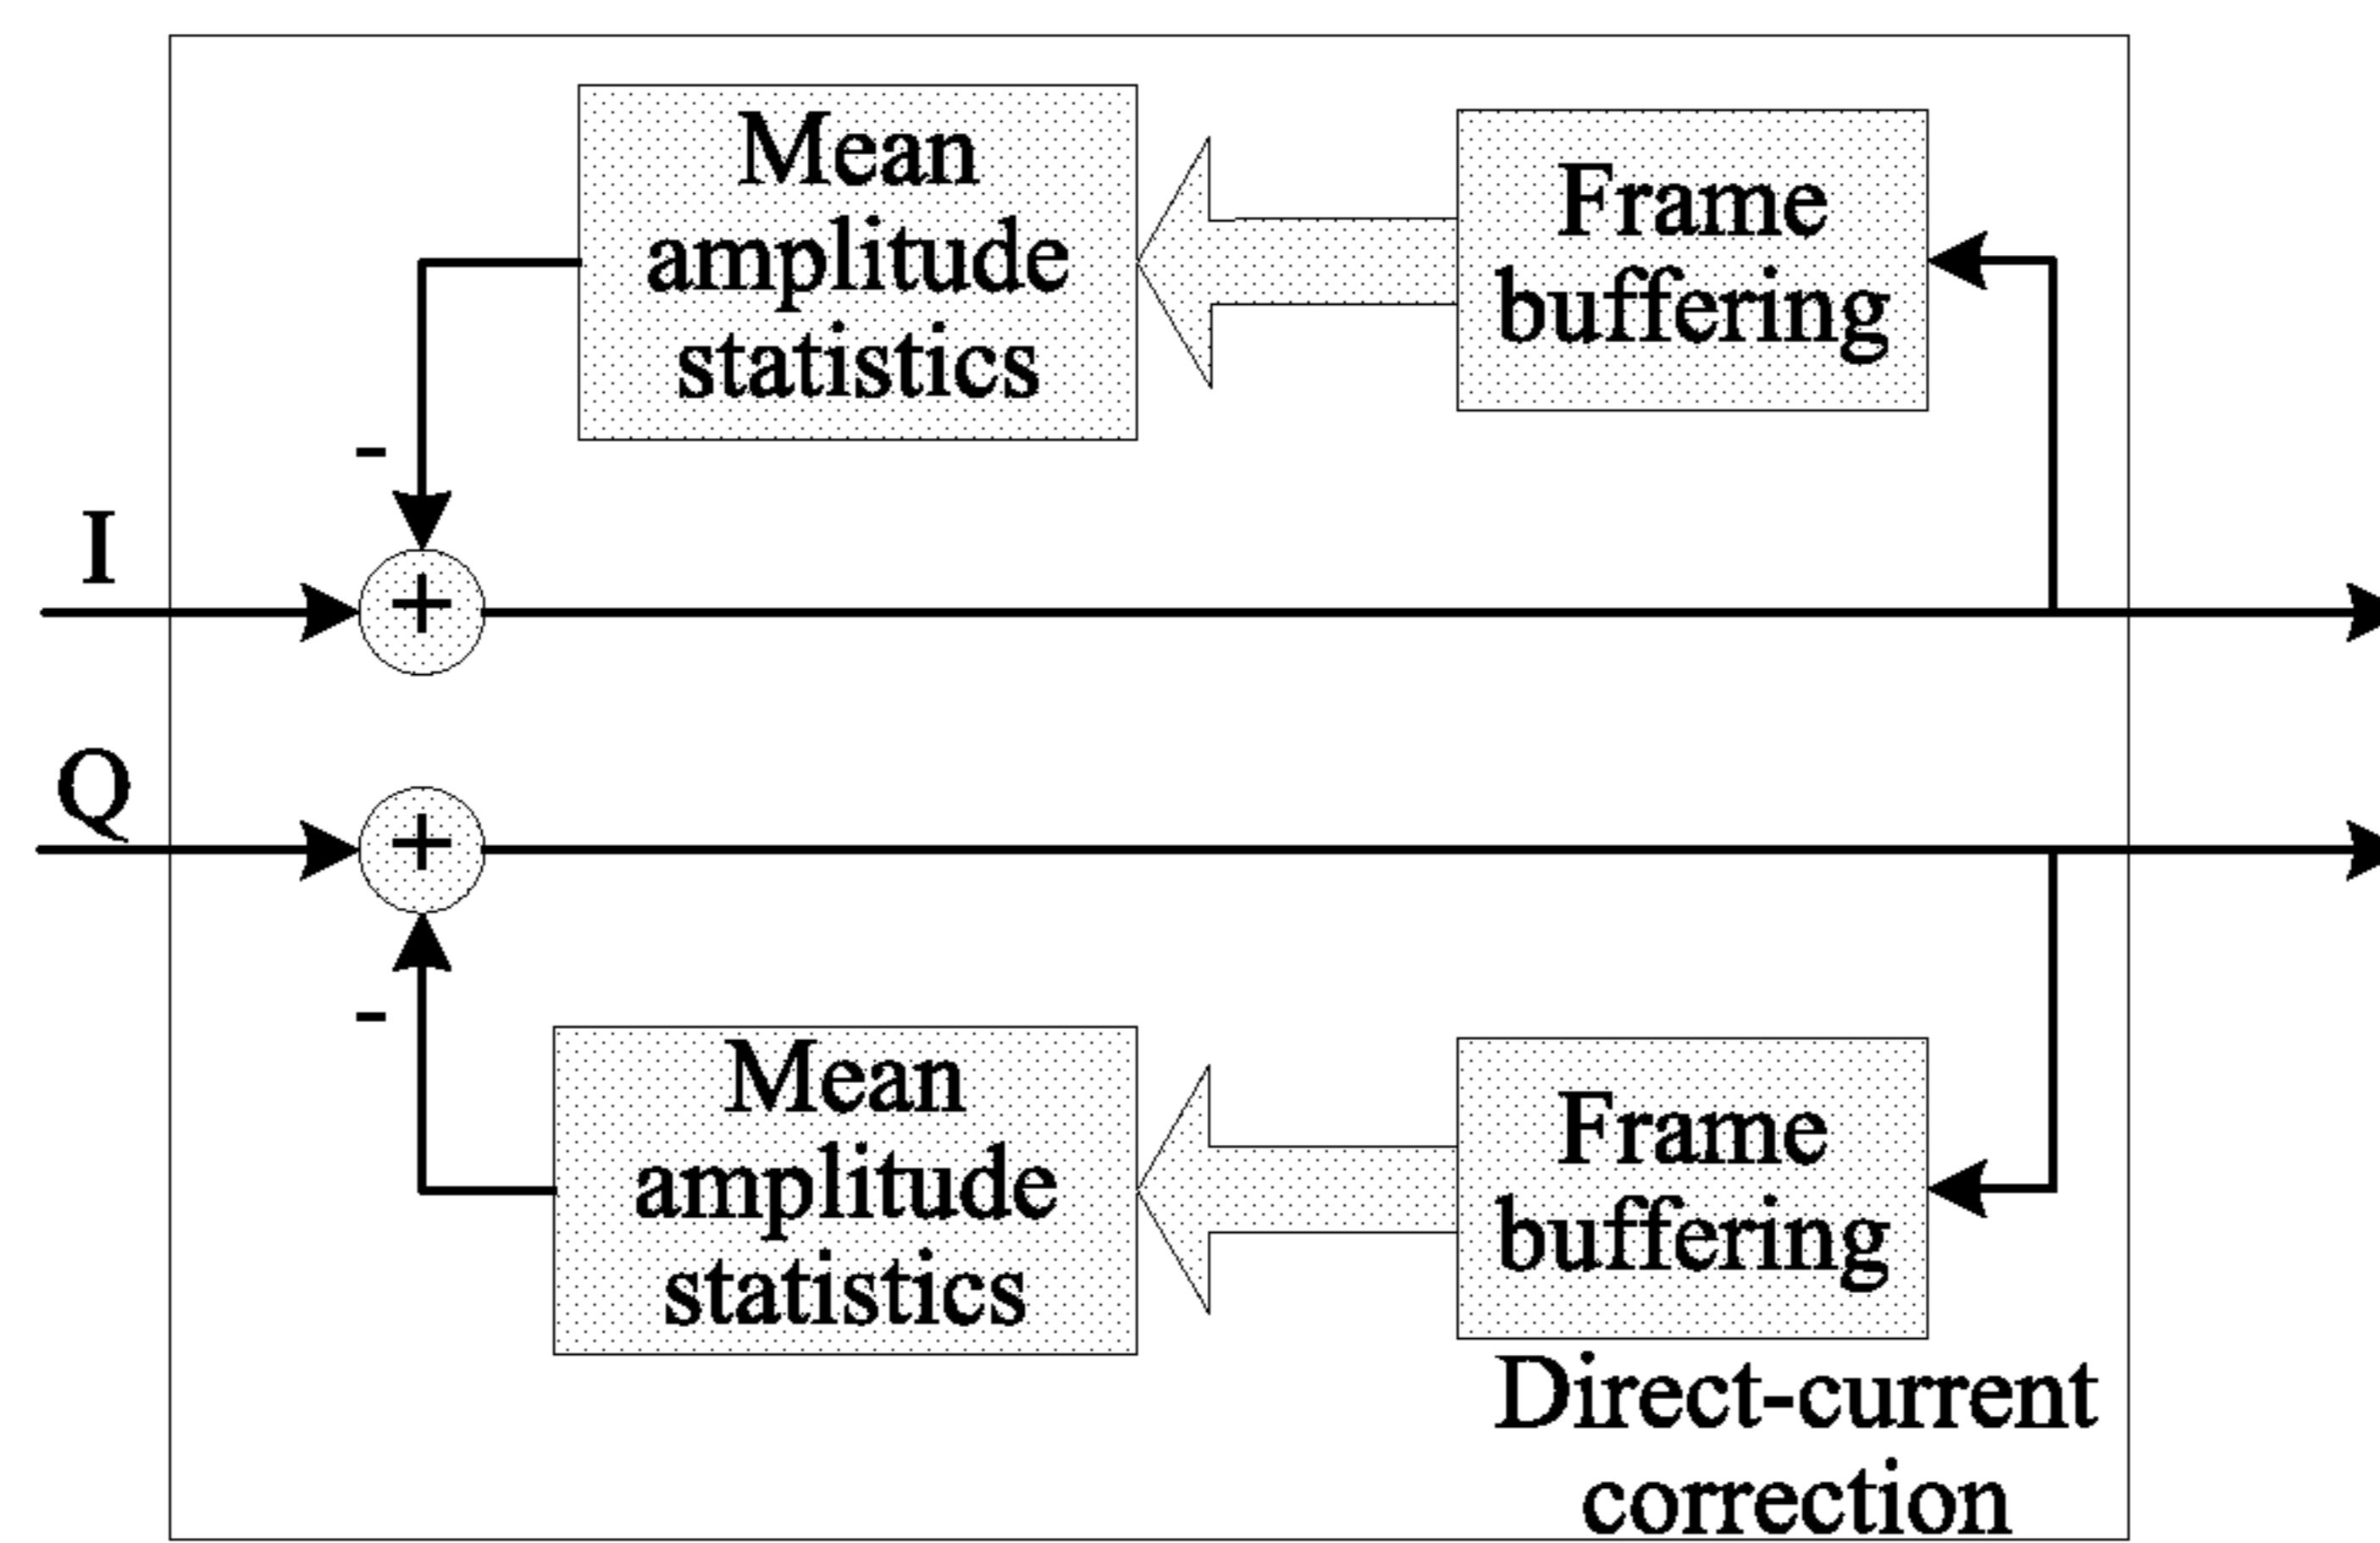 Mean
amplitude
statistics
Frame
buffering
-
I
+
Q
+
-
Mean
amplitude
statistics
Frame
buffering
Direct-current
correction